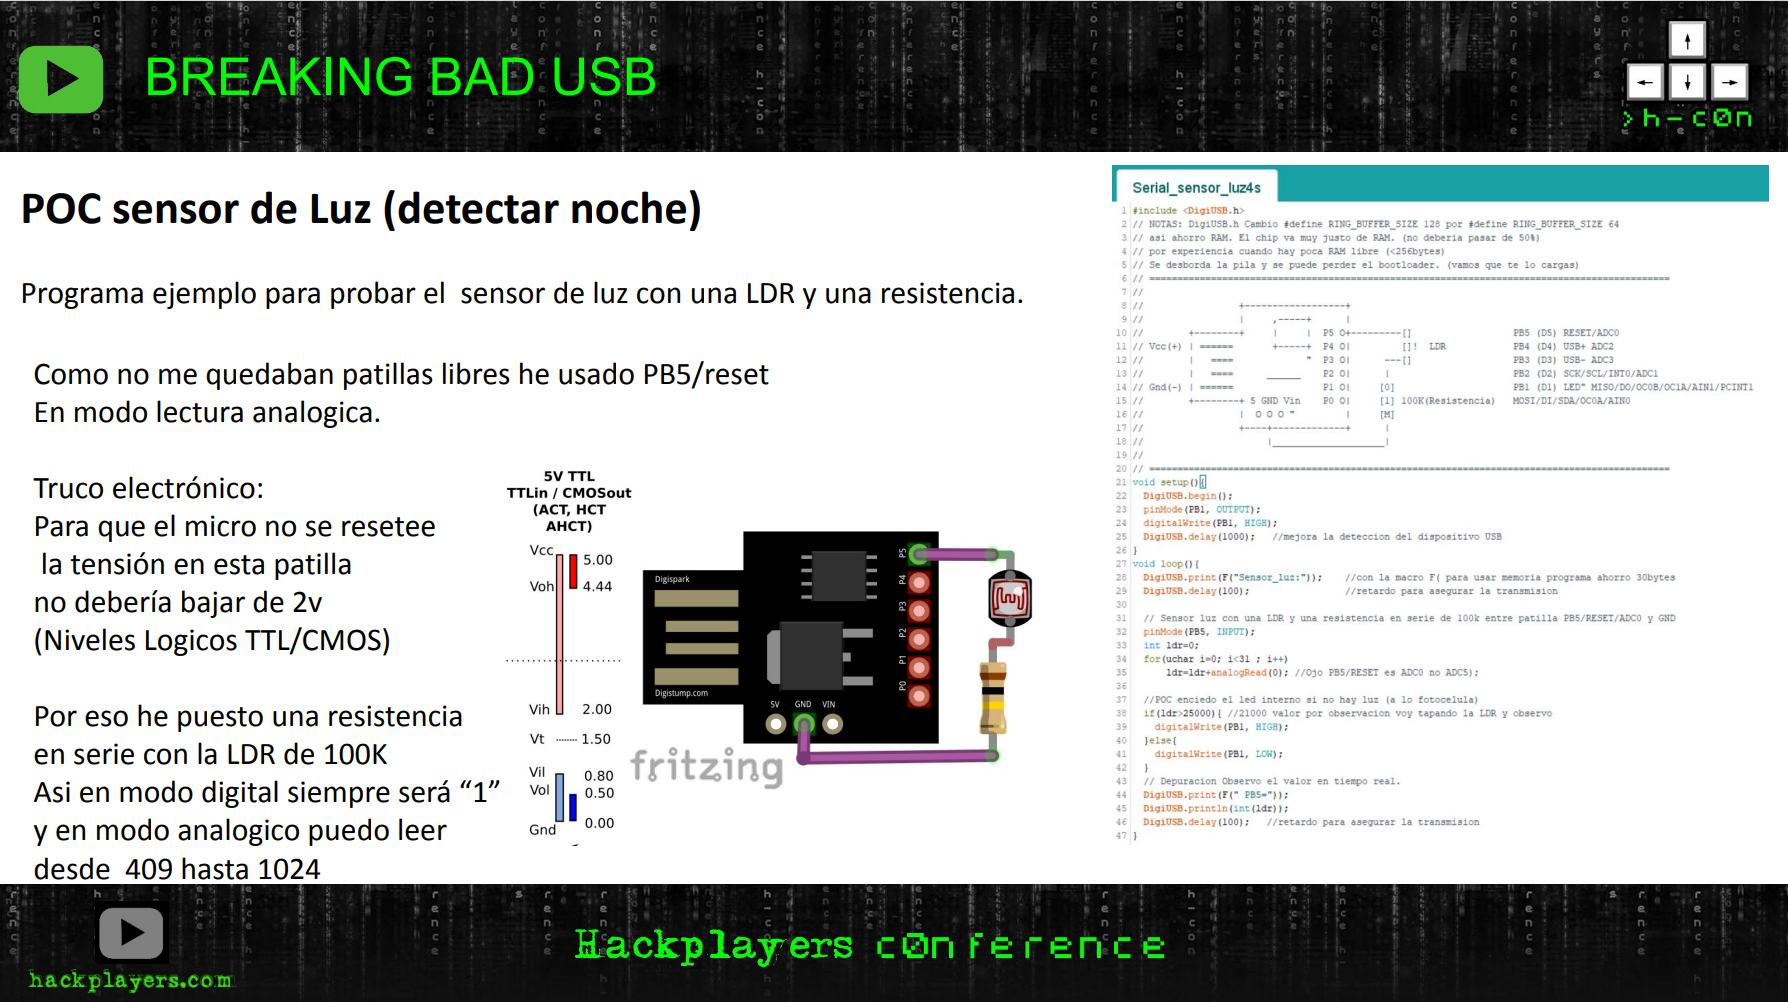 BREAKING BAD USB
>h-c0n
POC sensor de Luz (detectar noche)
Programa ejemplo para probar el  sensor de luz con una LDR y una resistencia.
Como no me quedaban patillas libres he usado PB5/reset
En modo lectura analogica.
Truco electrónico:
Para que el micro no se resetee
la tensión en esta patilla
no debería bajar de 2v
(Niveles Logicos TTL/CMOS)
Por eso he puesto una resistencia
en serie con la LDR de 100K
Asi en modo digital siempre será “1”
y en modo analogico puedo leer
desde  409 hasta 1024
5V TTL
TTLin / CMOSout
(ACT, HCT
AHCT)
Vcc 5.00
Voh 4.44
Vih 2.00
Vt 1.50
Vil 0.80
Vol 0.50
Gnd 0.00
Digispark
Digistump.com
P5
P4
P3
P2
P1
P0
5V GND VIN
fritzing
Serial_sensor_luz4s
1 #include <DigiUSB.h>
2 // NOTAS: DigiUSB.h Cambio #define RING_BUFFER_SIZE 128 por #define RING_BUFFER_SIZE 64
3 // asi ahorro RAM. El chip va muy justo de RAM. (no deberia pasar de 50%)
4 // por experiencia cuando hay poca RAM libre (<256bytes)
5 // Se desborda la pila y se puede perder el bootloader. (vamos que te lo cargas)
6 // ==============================================================
7 //
8 // +------------------+
9 // | ,-----+ |
10 // +--------+ | | P5 O+---------[] PB5 (D5) RESET/ADC0
11 // Vcc(+) | ====== +-----+ P4 O| []! LDR PB4 (D4) USB+ ADC2
12 // | ==== " P3 O| ---[] PB3 (D3) USB- ADC3
13 // | ==== ______ P2 O| | PB2 (D2) SCK/SCL/INT0/ADC1
14 // Gnd(-) | ====== P1 O| [0] PB1 (D1) LED" MISO/DO/OC0B/OC1A/AIN1/PCINT1
15 // +--------+ 5 GND Vin P0 O| [1] 100K(Resistencia) MOSI/DI/SDA/OC0A/AIN0
16 // | O O O " | [M]
17 // +----+-------------+ |
18 // |____________________|
19 //
20 // ==============================================================
21 void setup(){
22 DigiUSB.begin();
23 pinMode(PB1, OUTPUT);
24 digitalWrite(PB1, HIGH);
25 DigiUSB.delay(1000); //mejora la deteccion del dispositivo USB
26 }
27 void loop(){
28 DigiUSB.print(F("Sensor_luz:")); //con la macro F( para usar memoria programa ahorro 30bytes
29 DigiUSB.delay(100); //retardo para asegurar la transmision
30
31 // Sensor luz con una LDR y una resistencia en serie de 100k entre patilla PB5/RESET/ADC0 y GND
32 pinMode(PB5, INPUT);
33 int ldr=0;
34 for(uchar i=0; i<31 ; i++)
35 ldr=ldr+analogRead(0); //Ojo PB5/RESET es ADC0 no ADC5);
36
37 //POC enciedo el led interno si no hay luz (a lo fotocelula)
38 if(ldr>25000){ //21000 valor por observacion voy tapando la LDR y observo
39 digitalWrite(PB1, HIGH);
40 }else{
41 digitalWrite(PB1, LOW);
42 }
43 // Depuracion Observo el valor en tiempo real.
44 DigiUSB.print(F(" PB5="));
45 DigiUSB.println(int(ldr));
46 DigiUSB.delay(100); //retardo para asegurar la transmision
47 }
hackplayers.com
Hackplayers c0nference